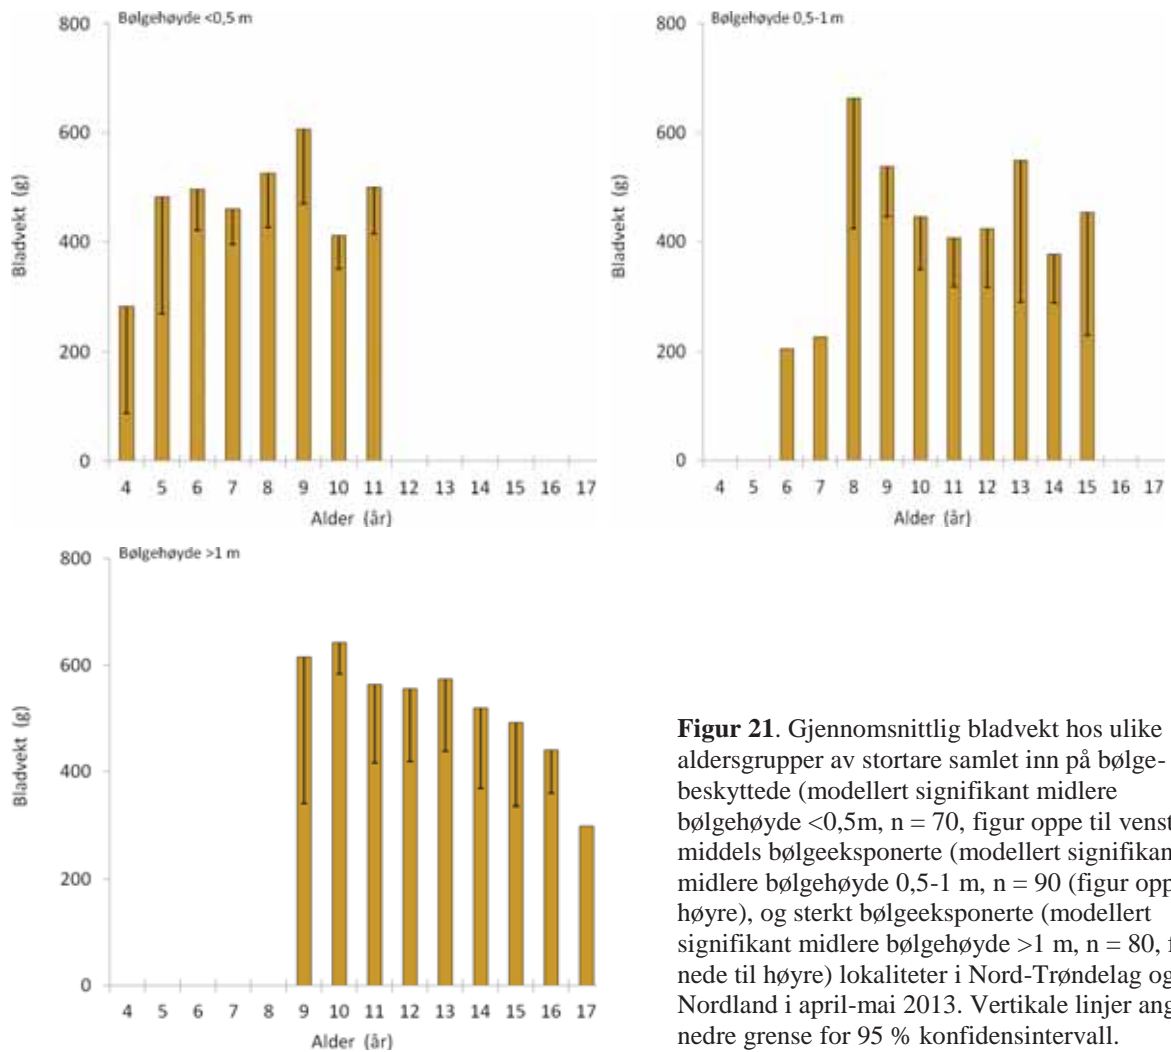 Bølgehøyde <0,5 m
800
600
400
200
0
Bladvekt (g)
4 5 6 7 8 9 10 11 12 13 14 15 16 17
Alder (år)
Bølgehøyde 0,5-1 m
800
600
400
200
0
Bladvekt (g)
4 5 6 7 8 9 10 11 12 13 14 15 16 17
Alder (år)
Bølgehøyde >1 m
800
600
400
200
0
Bladvekt (g)
4 5 6 7 8 9 10 11 12 13 14 15 16 17
Alder (år)
Figur 21. Gjennomsnittlig bladvekt hos ulike
aldersgrupper av stortare samlet inn på bølge-
beskyttede (modellert signifikant midlere
bølgehøyde <0,5m, n = 70, figur oppe til
middels bølgeeksponerte (modellert
midlere bølgehøyde 0,5-1 m, n = 90 (figur
høyre), og sterkt bølgeeksponerte (modellert
signifikant midlere bølgehøyde >1 m, n = 80,
nede til høyre) lokaliteter i Nord-Trøndelag og
Nordland i april-mai 2013. Vertikale linjer
nedre grense for 95 % konfidensintervall.